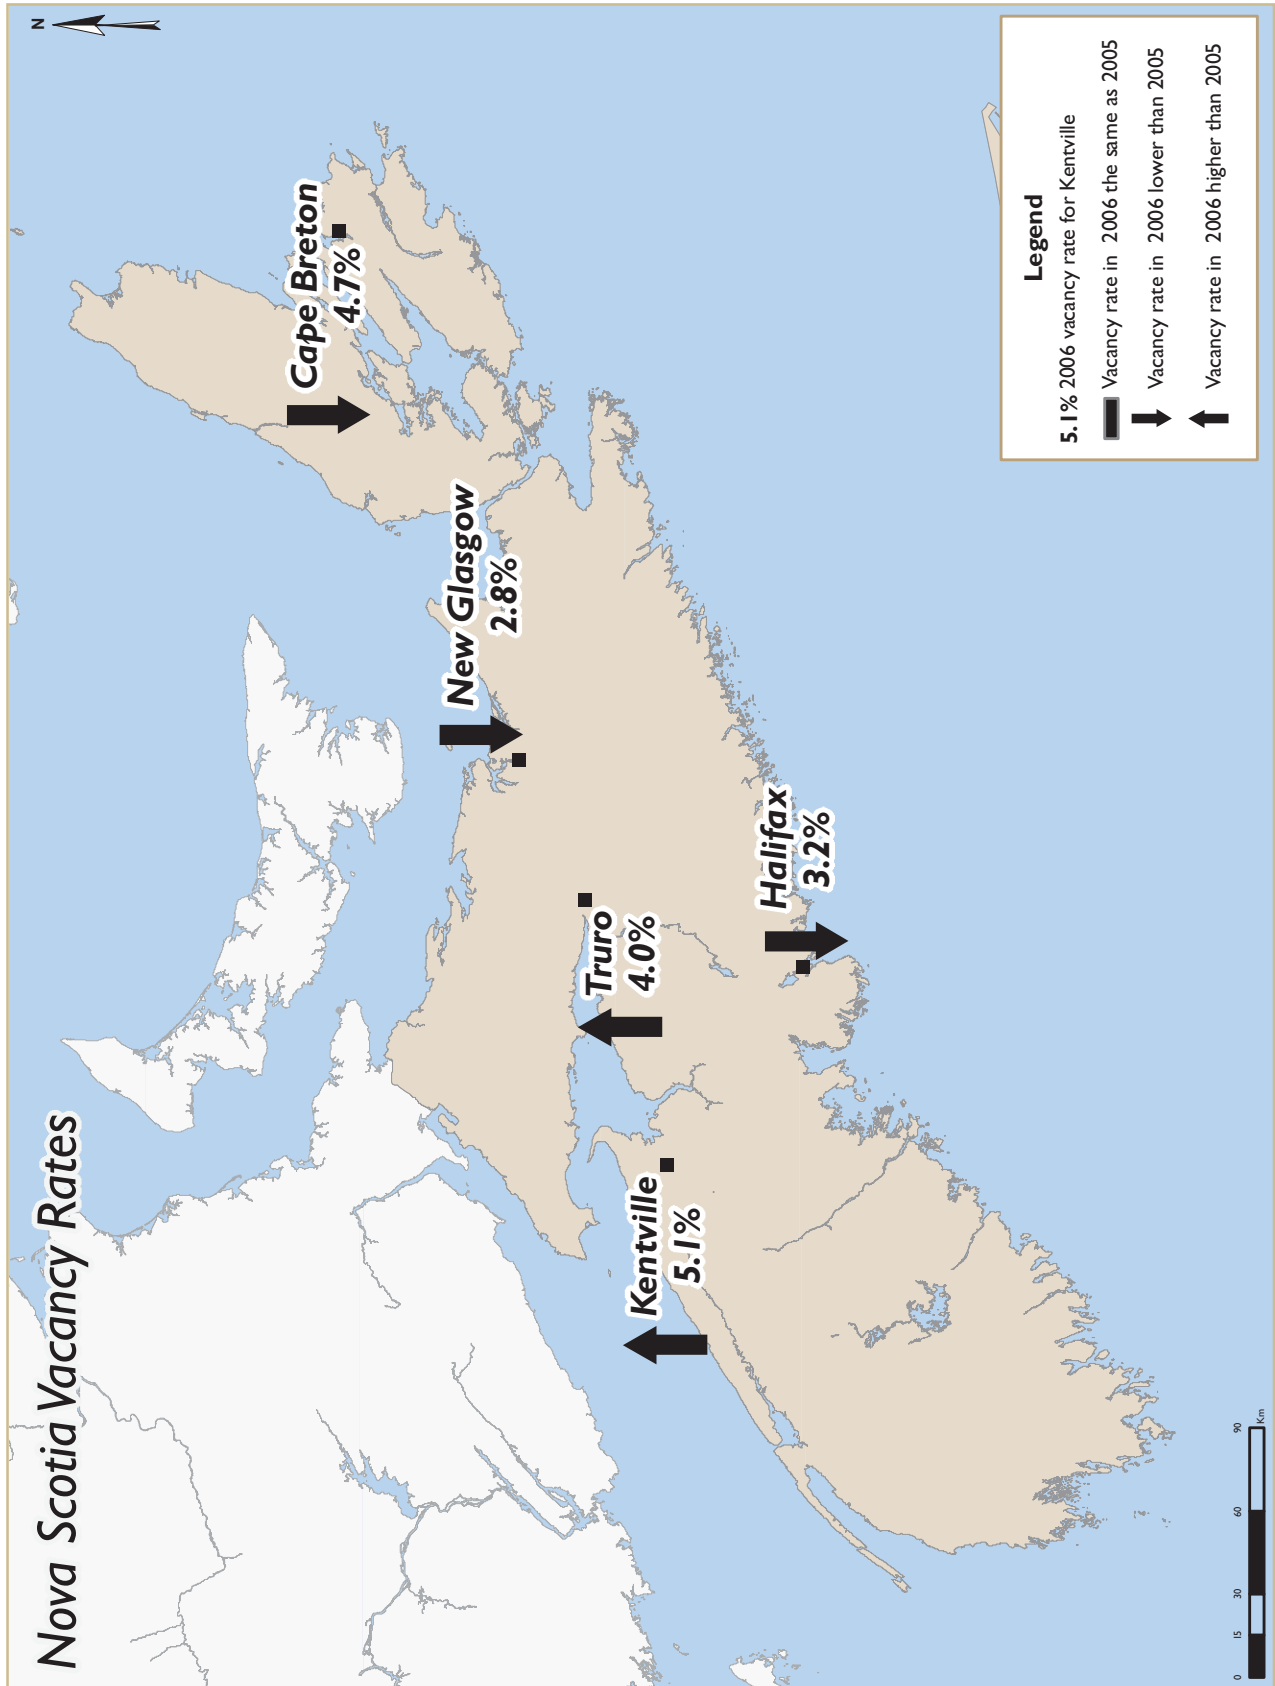 Nova Scotia Vacancy Rates
N
Cape Breton
4.7%
New Glasgow
2.8%
Truro
4.0%
Halifax
3.2%
Kentville
5.1%
Legend
5.1% 2006 vacancy rate for Kentville
Vacancy rate in 2006 the same as 2005
Vacancy rate in 2006 lower than 2005
Vacancy rate in 2006 higher than 2005
0 15 30 60 90
Km